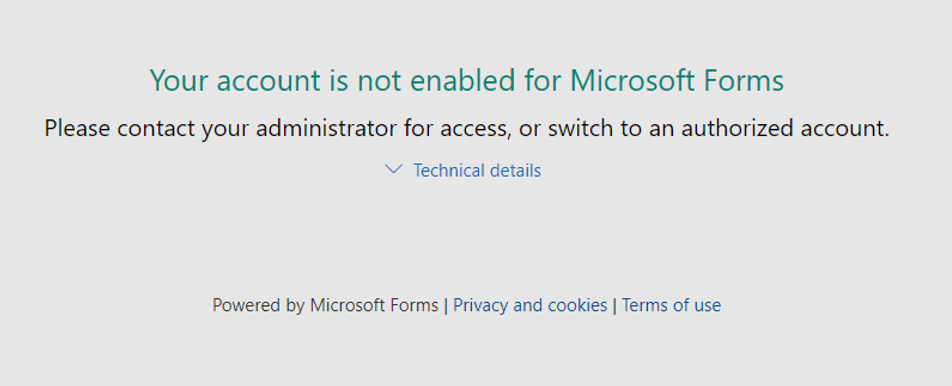 Your account is not enabled for Microsoft Forms
Please contact your administrator for access, or switch to an authorized account.
Technical details
Powered by Microsoft Forms | Privacy and cookies | Terms of use